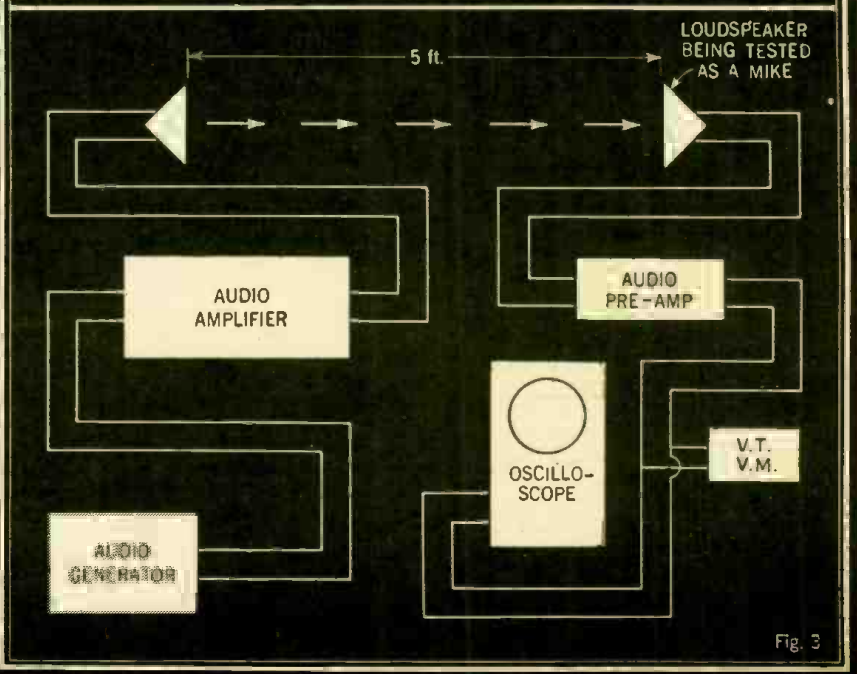 LOUDSPEAKER
BEING TESTED
AS A MIKE
5 ft.
AUDIO
AMPLIFIER
AUDIO
PRE-AMP
OSCILLO-
SCOPE
V.T.
V.M.
AUDIO
GENERATOR
Fig. 3